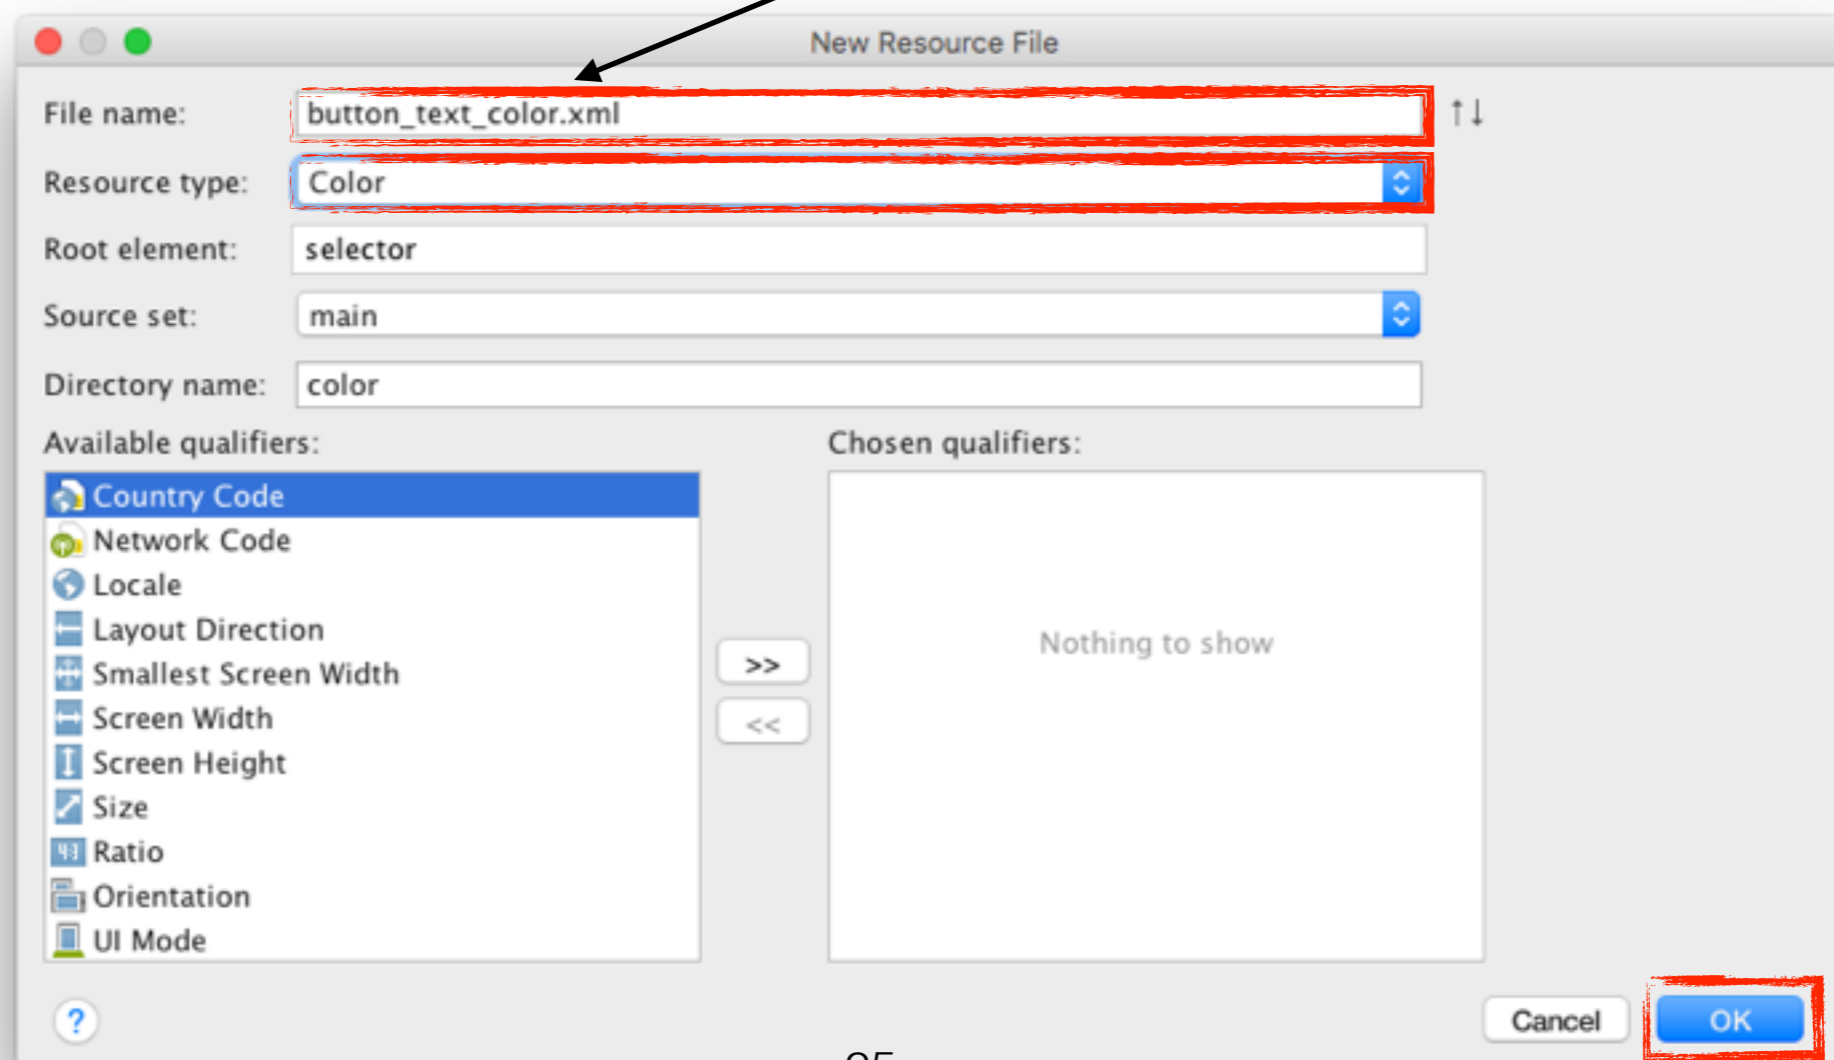 New Resource File
File name: button_text_color.xml ↑↓
Resource type: Color
Root element: selector
Source set: main
Directory name: color
Available qualifiers: Chosen qualifiers:
Country Code
Network Code
Locale
Layout Direction
Nothing to show
Smallest Screen Width
>>
Screen Width
<<
Screen Height
Size
4:3 Ratio
Orientation
UI Mode
? Cancel OK